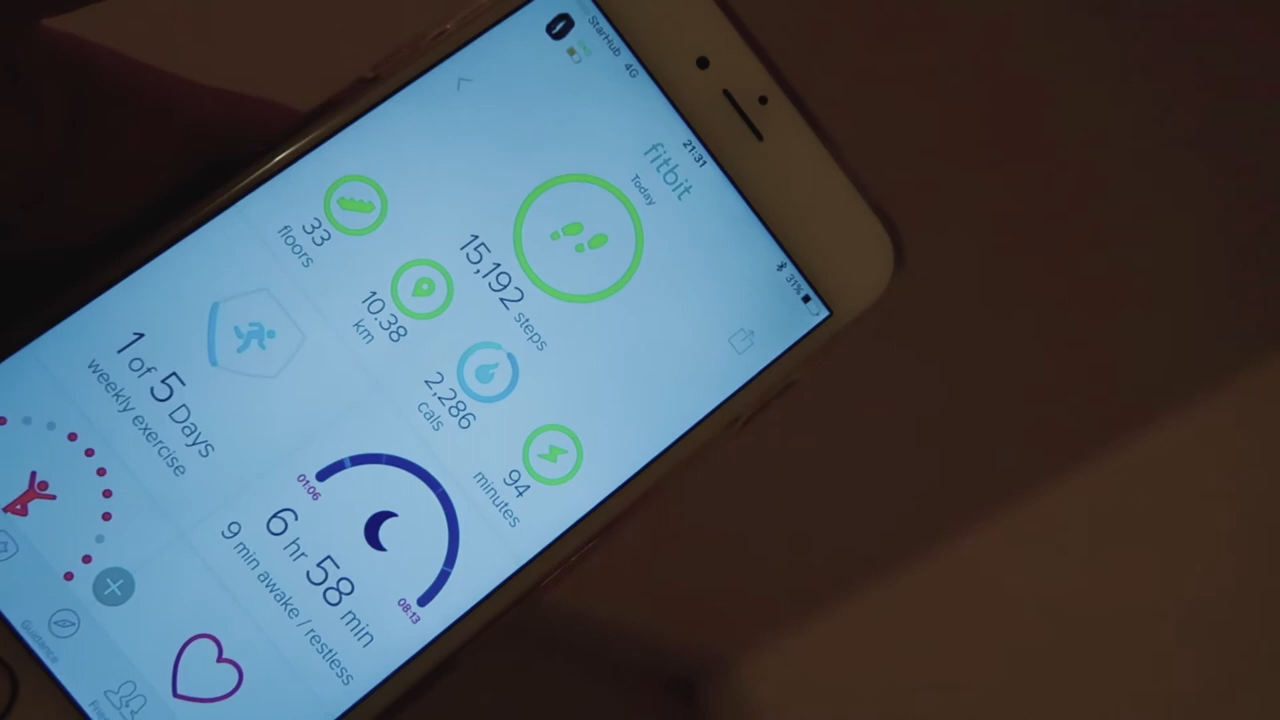 StarHub 4G
21:31
31%
fitbit
Today
15,192 steps
33
floors
10.38
km
2,286
cals
94
minutes
1 of 5 Days
weekly exercise
01:06
08:13
6 hr 58 min
9 min awake / restless
Guidance